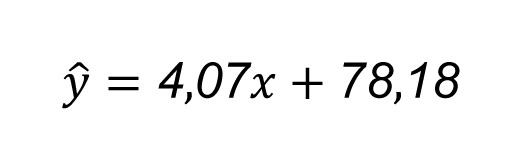 ŷ = 4,07x + 78,18